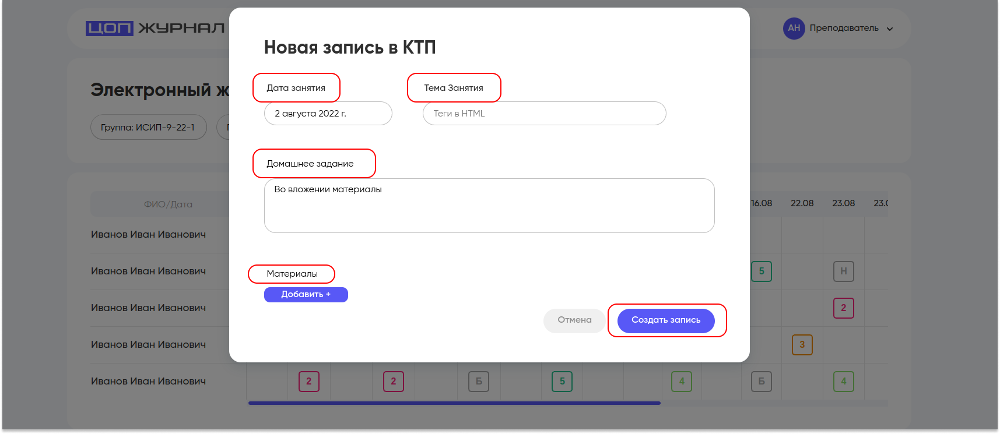 ЦОП ЖУРНАЛ
АН Преподаватель
Новая запись в КТП
Электронный ж
Дата занятия
Тема Занятия
2 августа 2022 г.
Теги в HTML
Группа: ИСИП-9-22-1
Домашнее задание
Во вложении материалы
ФИО/Дата
16.08 22.08 23.08 23.0
Иванов Иван Иванович
Иванов Иван Иванович
5 Н
Материалы
Добавить +
Иванов Иван Иванович
2
Отмена
Создать запись
Иванов Иван Иванович
3
Иванов Иван Иванович
2 2 Б 5 4 Б 4